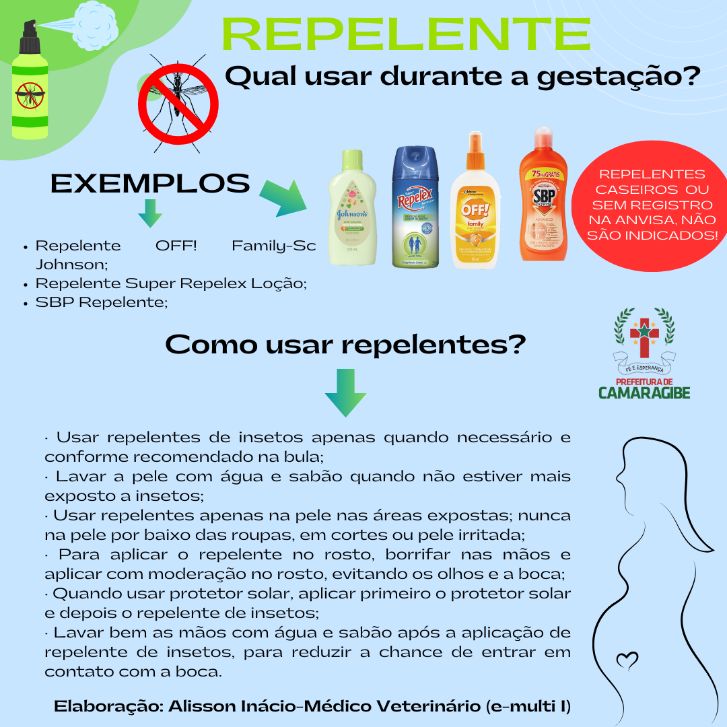 REPELENTE
Qual usar durante a gestação?
EXEMPLOS
• Repelente OFF! Family-Sc
Johnson;
• Repelente Super Repelex Loção;
• SBP Repelente;
Johnson's
Repelex
OFF!
family
75% GRÁTIS
SBP
REPELENTES
CASEIROS OU
SEM REGISTRO
NA ANVISA, NÃO
SÃO INDICADOS!
Como usar repelentes?
FÉ E ESPERANÇA
PREFEITURA DE
CAMARAGIBE
· Usar repelentes de insetos apenas quando necessário e
conforme recomendado na bula;
· Lavar a pele com água e sabão quando não estiver mais
exposto a insetos;
· Usar repelentes apenas na pele nas áreas expostas; nunca
na pele por baixo das roupas, em cortes ou pele irritada;
· Para aplicar o repelente no rosto, borrifar nas mãos e
aplicar com moderação no rosto, evitando os olhos e a boca;
· Quando usar protetor solar, aplicar primeiro o protetor solar
e depois o repelente de insetos;
· Lavar bem as mãos com água e sabão após a aplicação de
repelente de insetos, para reduzir a chance de entrar em
contato com a boca.
Elaboração: Alisson Inácio-Médico Veterinário (e-multi I)